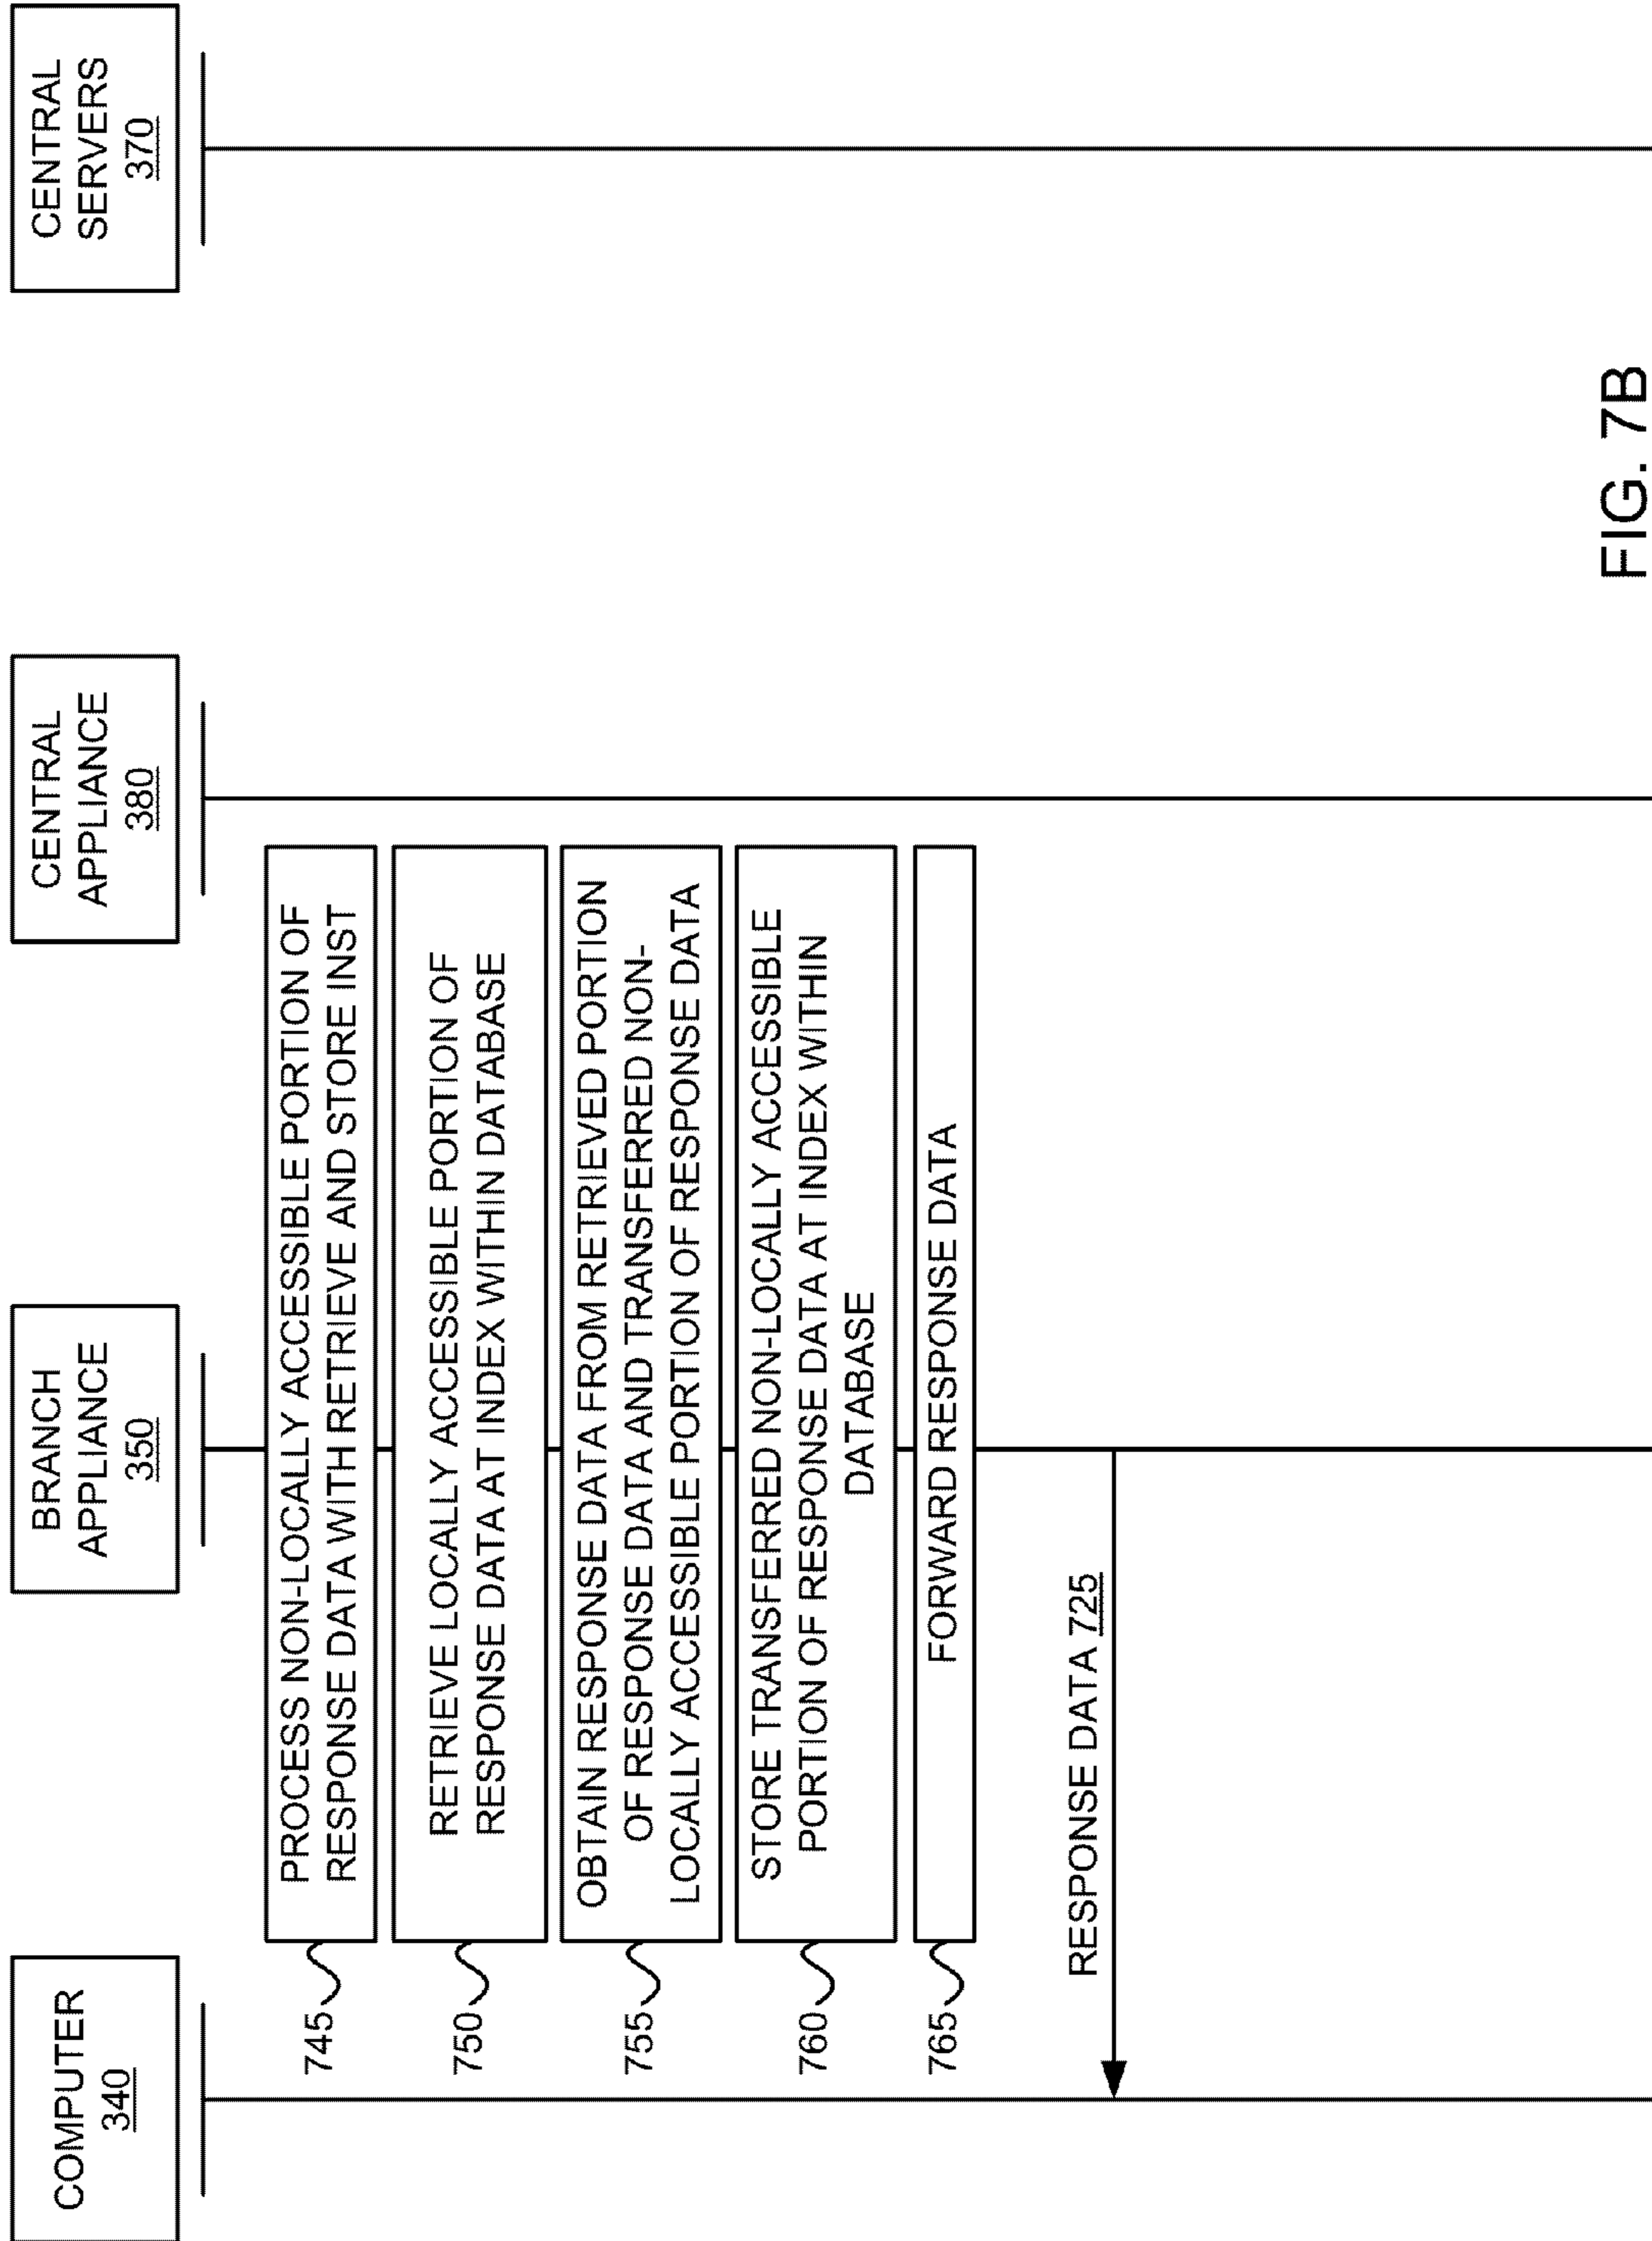 COMPUTER
340
BRANCH
APPLIANCE
350
CENTRAL
APPLIANCE
380
CENTRAL
SERVERS
370
745
PROCESS NON-LOCALLY ACCESSIBLE PORTION OF
RESPONSE DATA WITH RETRIEVE AND STORE INST
750
RETRIEVE LOCALLY ACCESSIBLE PORTION OF
RESPONSE DATA AT INDEX WITHIN DATABASE
755
OBTAIN RESPONSE DATA FROM RETRIEVED PORTION
OF RESPONSE DATA AND TRANSFERRED NON-
LOCALLY ACCESSIBLE PORTION OF RESPONSE DATA
760
STORE TRANSFERRED NON-LOCALLY ACCESSIBLE
PORTION OF RESPONSE DATA AT INDEX WITHIN
DATABASE
765
FORWARD RESPONSE DATA
RESPONSE DATA 725
FIG. 7B